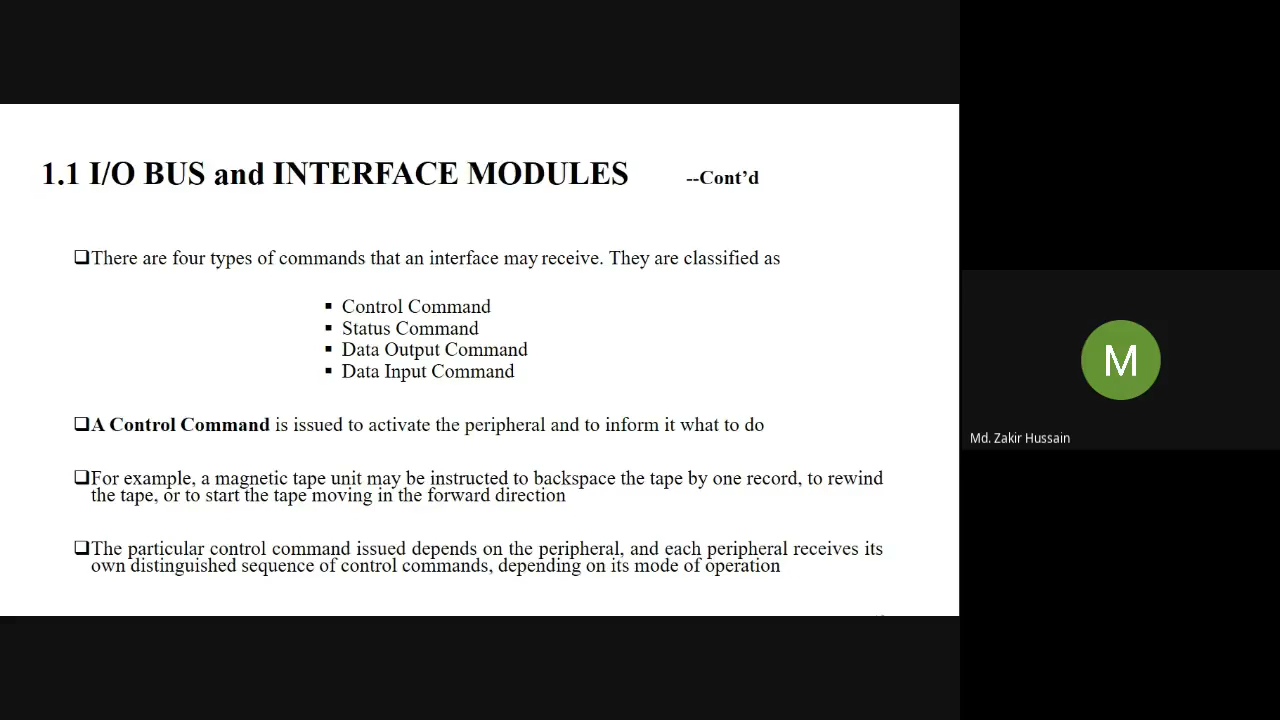 1.1 I/O BUS and INTERFACE MODULES --Cont’d
❑There are four types of commands that an interface may receive. They are classified as
▪ Control Command
▪ Status Command
▪ Data Output Command
▪ Data Input Command
❑A Control Command is issued to activate the peripheral and to inform it what to do
❑For example, a magnetic tape unit may be instructed to backspace the tape by one record, to rewind
the tape, or to start the tape moving in the forward direction
❑The particular control command issued depends on the peripheral, and each peripheral receives its
own distinguished sequence of control commands, depending on its mode of operation
M
Md. Zakir Hussain